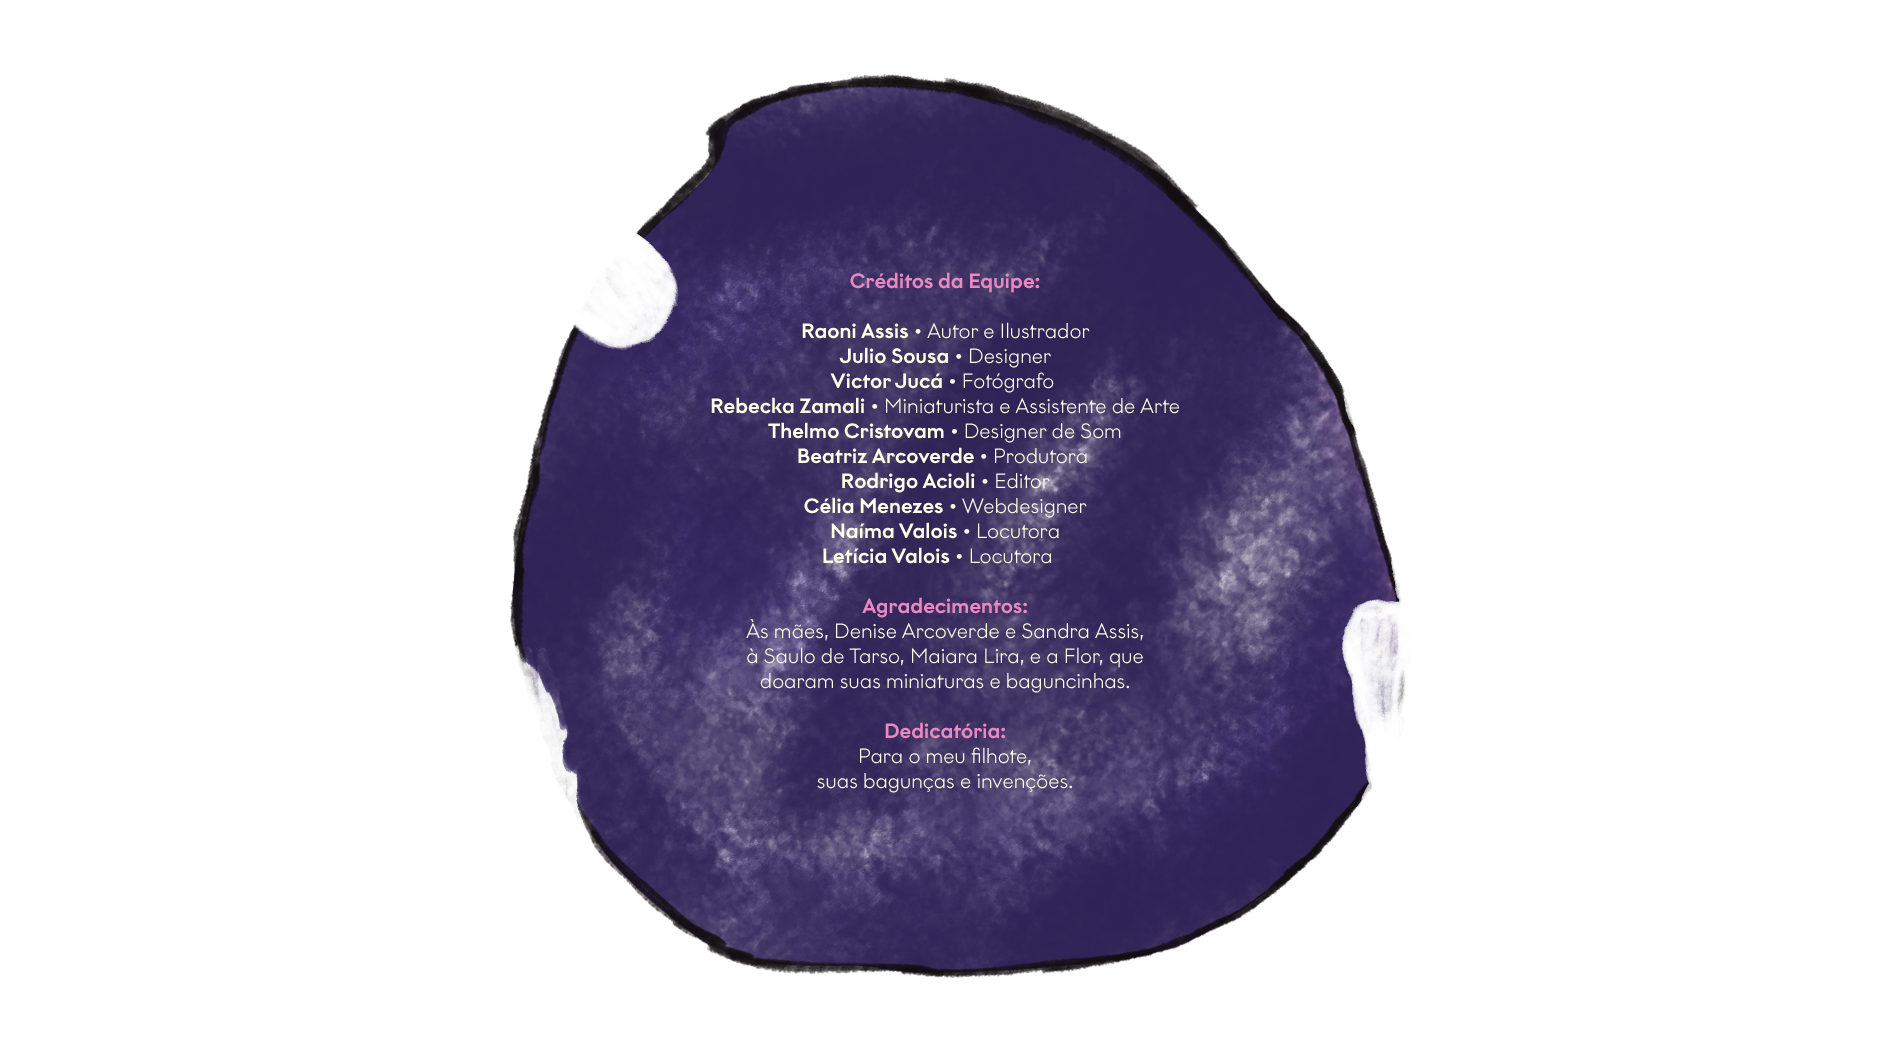 Créditos da Equipe:
Raoni Assis • Autor e Ilustrador
Julio Sousa • Designer
Victor Jucá • Fotógrafo
Rebecka Zamali • Miniaturista e Assistente de Arte
Thelmo Cristovam • Designer de Som
Beatriz Arcoverde • Produtora
Rodrigo Acioli • Editor
Célia Menezes • Webdesigner
Naíma Valois • Locutora
Letícia Valois • Locutora
Agradecimentos:
Às mães, Denise Arcoverde e Sandra Assis,
à Saulo de Tarso, Maiara Lira, e a Flor, que
doaram suas miniaturas e baguncinhas.
Dedicatória:
Para o meu filhote,
suas bagunças e invenções.